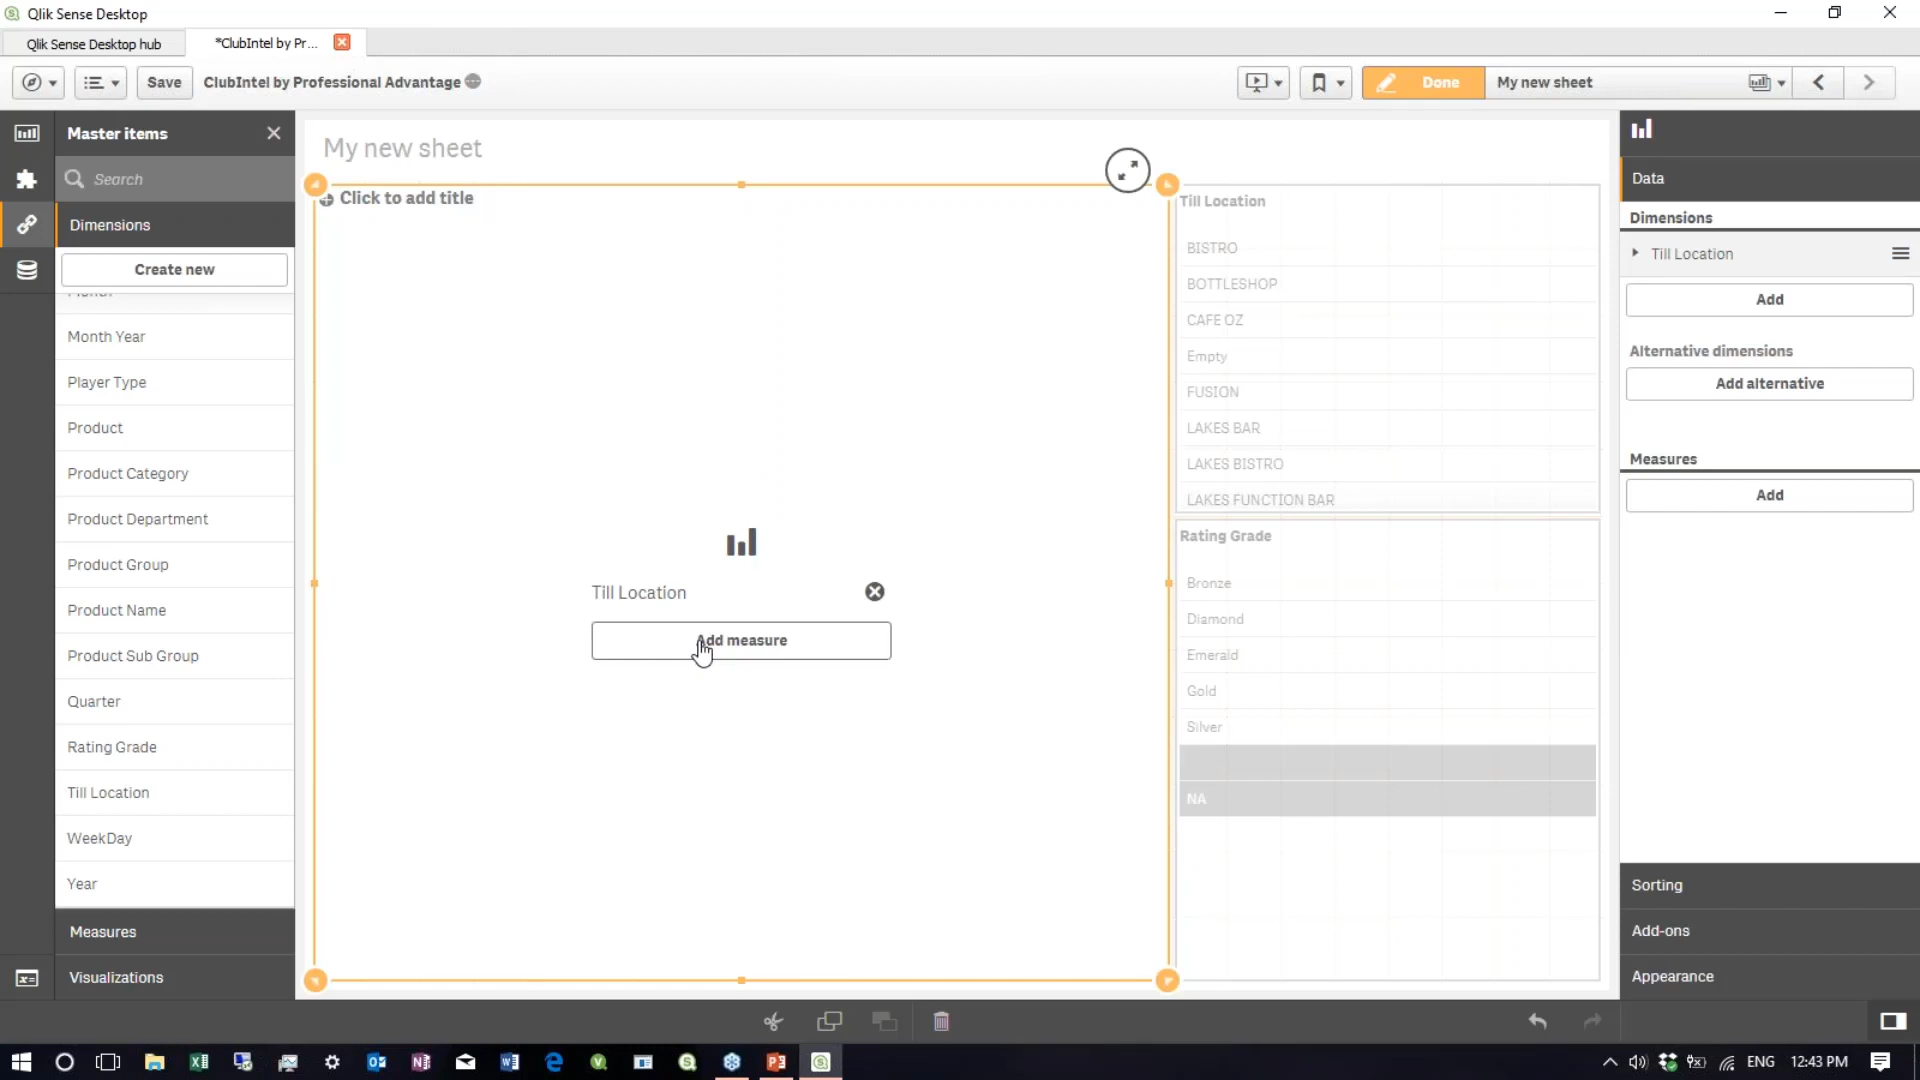 Qlik Sense Desktop
Qlik Sense Desktop hub
*ClubIntel by Pr...
Save
ClubIntel by Professional Advantage
Done
My new sheet
Master items
Search
Dimensions
Create new
Month Year
Player Type
Product
Product Category
Product Department
Product Group
Product Name
Product Sub Group
Quarter
Rating Grade
Till Location
WeekDay
Year
Measures
Visualizations
My new sheet
Click to add title
Till Location
Add measure
Till Location
BISTRO
BOTTLESHOP
CAFE OZ
Empty
FUSION
LAKES BAR
LAKES BISTRO
LAKES FUNCTION BAR
Rating Grade
Bronze
Diamond
Emerald
Gold
Silver
NA
Data
Dimensions
Till Location
Add
Alternative dimensions
Add alternative
Measures
Add
Sorting
Add-ons
Appearance
ENG
12:43 PM